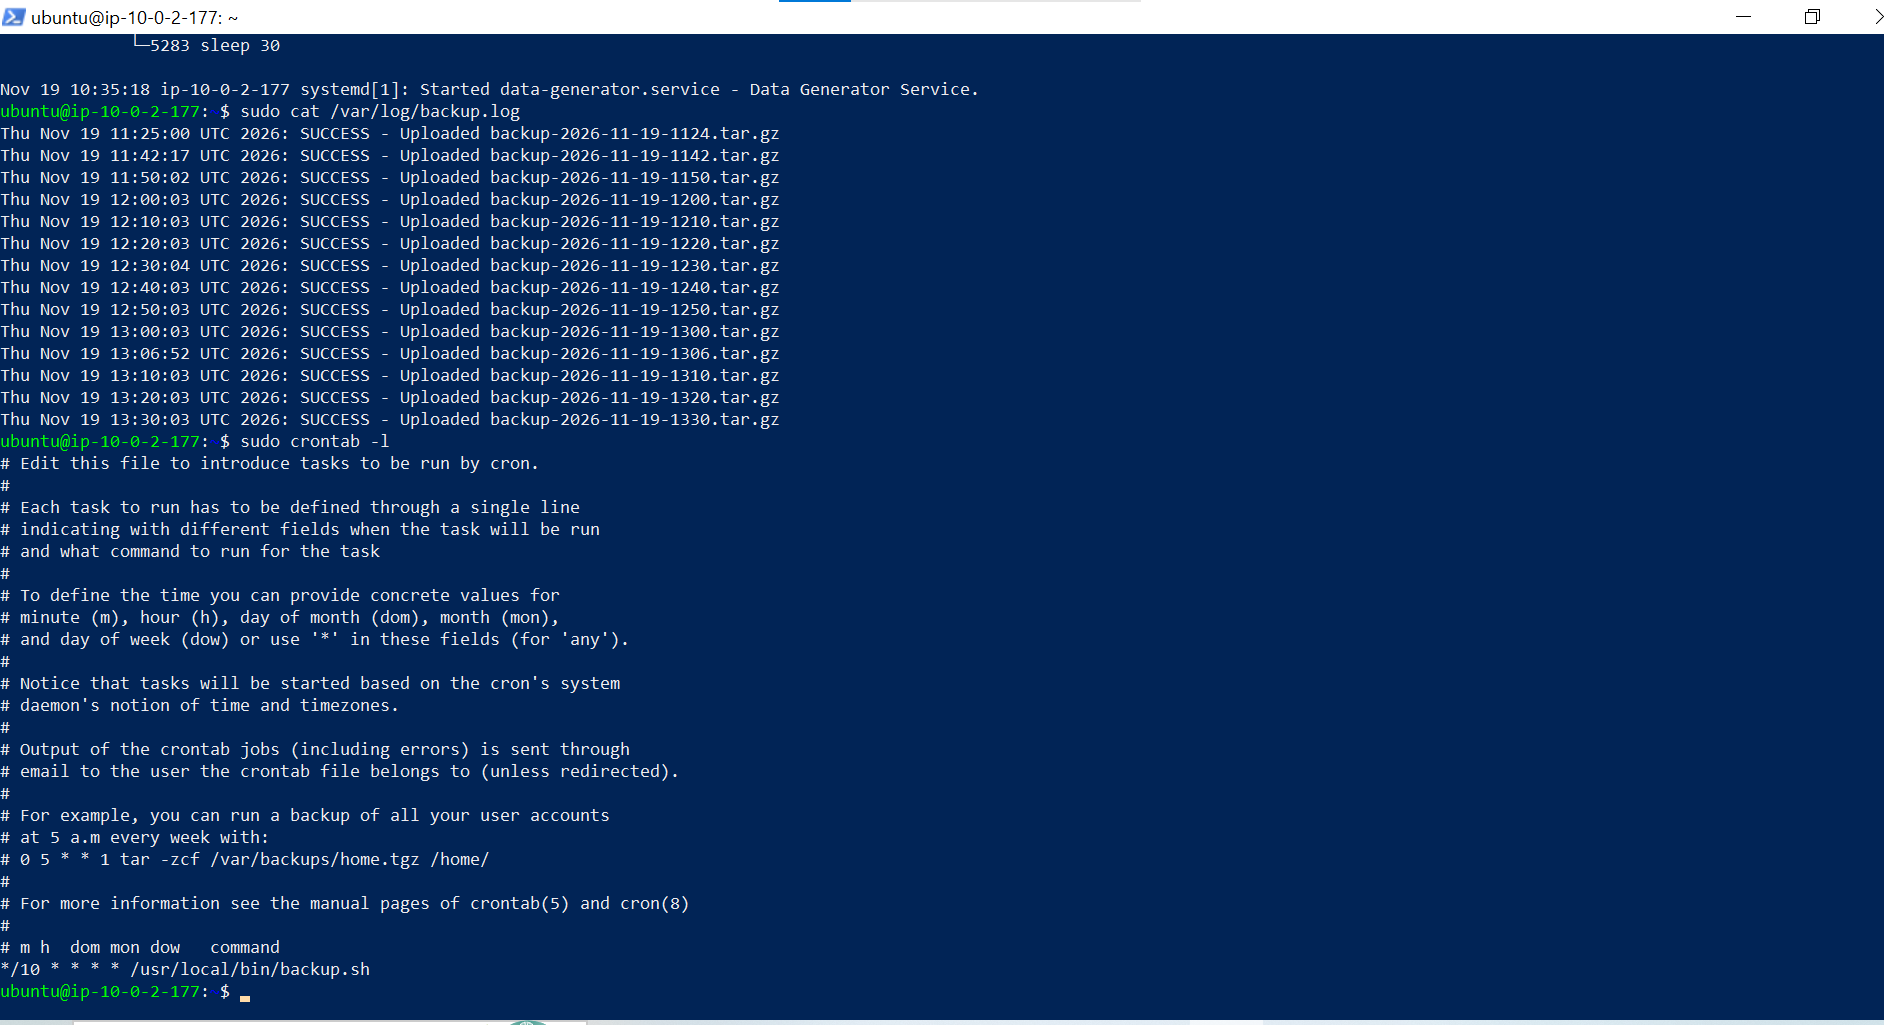 ubuntu@ip-10-0-2-177: ~
└─5283 sleep 30
Nov 19 10:35:18 ip-10-0-2-177 systemd[1]: Started data-generator.service - Data Generator Service.
ubuntu@ip-10-0-2-177: $ sudo cat /var/log/backup.log
Thu Nov 19 11:25:00 UTC 2026: SUCCESS - Uploaded backup-2026-11-19-1124.tar.gz
Thu Nov 19 11:42:17 UTC 2026: SUCCESS - Uploaded backup-2026-11-19-1142.tar.gz
Thu Nov 19 11:50:02 UTC 2026: SUCCESS - Uploaded backup-2026-11-19-1150.tar.gz
Thu Nov 19 12:00:03 UTC 2026: SUCCESS - Uploaded backup-2026-11-19-1200.tar.gz
Thu Nov 19 12:10:03 UTC 2026: SUCCESS - Uploaded backup-2026-11-19-1210.tar.gz
Thu Nov 19 12:20:03 UTC 2026: SUCCESS - Uploaded backup-2026-11-19-1220.tar.gz
Thu Nov 19 12:30:04 UTC 2026: SUCCESS - Uploaded backup-2026-11-19-1230.tar.gz
Thu Nov 19 12:40:03 UTC 2026: SUCCESS - Uploaded backup-2026-11-19-1240.tar.gz
Thu Nov 19 12:50:03 UTC 2026: SUCCESS - Uploaded backup-2026-11-19-1250.tar.gz
Thu Nov 19 13:00:03 UTC 2026: SUCCESS - Uploaded backup-2026-11-19-1300.tar.gz
Thu Nov 19 13:06:52 UTC 2026: SUCCESS - Uploaded backup-2026-11-19-1306.tar.gz
Thu Nov 19 13:10:03 UTC 2026: SUCCESS - Uploaded backup-2026-11-19-1310.tar.gz
Thu Nov 19 13:20:03 UTC 2026: SUCCESS - Uploaded backup-2026-11-19-1320.tar.gz
Thu Nov 19 13:30:03 UTC 2026: SUCCESS - Uploaded backup-2026-11-19-1330.tar.gz
ubuntu@ip-10-0-2-177: $ sudo crontab -l
# Edit this file to introduce tasks to be run by cron.
#
# Each task to run has to be defined through a single line
# indicating with different fields when the task will be run
# and what command to run for the task
#
# To define the time you can provide concrete values for
# minute (m), hour (h), day of month (dom), month (mon),
# and day of week (dow) or use '*' in these fields (for 'any').
#
# Notice that tasks will be started based on the cron's system
# daemon's notion of time and timezones.
#
# Output of the crontab jobs (including errors) is sent through
# email to the user the crontab file belongs to (unless redirected).
#
# For example, you can run a backup of all your user accounts
# at 5 a.m every week with:
# 0 5 * * 1 tar -zcf /var/backups/home.tgz /home/
#
# For more information see the manual pages of crontab(5) and cron(8)
#
# m h  dom mon dow   command
*/10 * * * * /usr/local/bin/backup.sh
ubuntu@ip-10-0-2-177: $